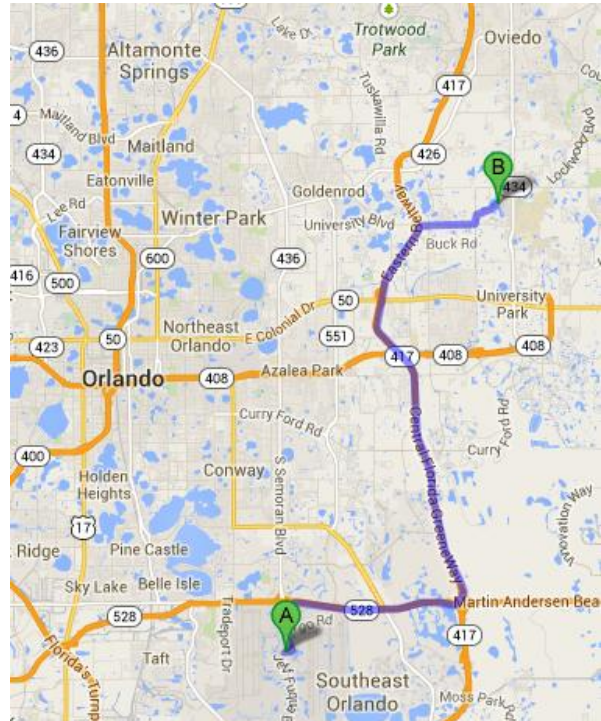 436
Altamonte
Springs
Lake Dr
Trotwood
Park
Oviedo
417
4
Maitland Blvd
Maitland
Tuskawilla Rd
434
426
Lockwood Blvd
B
434
Eatonville
Goldenrod
Lee Rd
Winter Park
University Blvd
Eastern Beltway
Fairview
Shores
Buck Rd
416
600
436
500
50
University
Park
Northeast
Orlando
E Colonial Dr
551
423
50
417
408
408
Orlando
408
Azalea Park
Curry Ford Rd
Central Florida GreeneWay
Curry Ford Rd
400
Conway
S Semoran Blvd
Holden
Heights
17
Innovation Way
Ridge
Pine Castle
Sky Lake
Belle Isle
A
528
528
Martin Andersen Bea
Tradeport Dr
417
Florida's Turnp
Taft
Southeast
Orlando
Moss Park